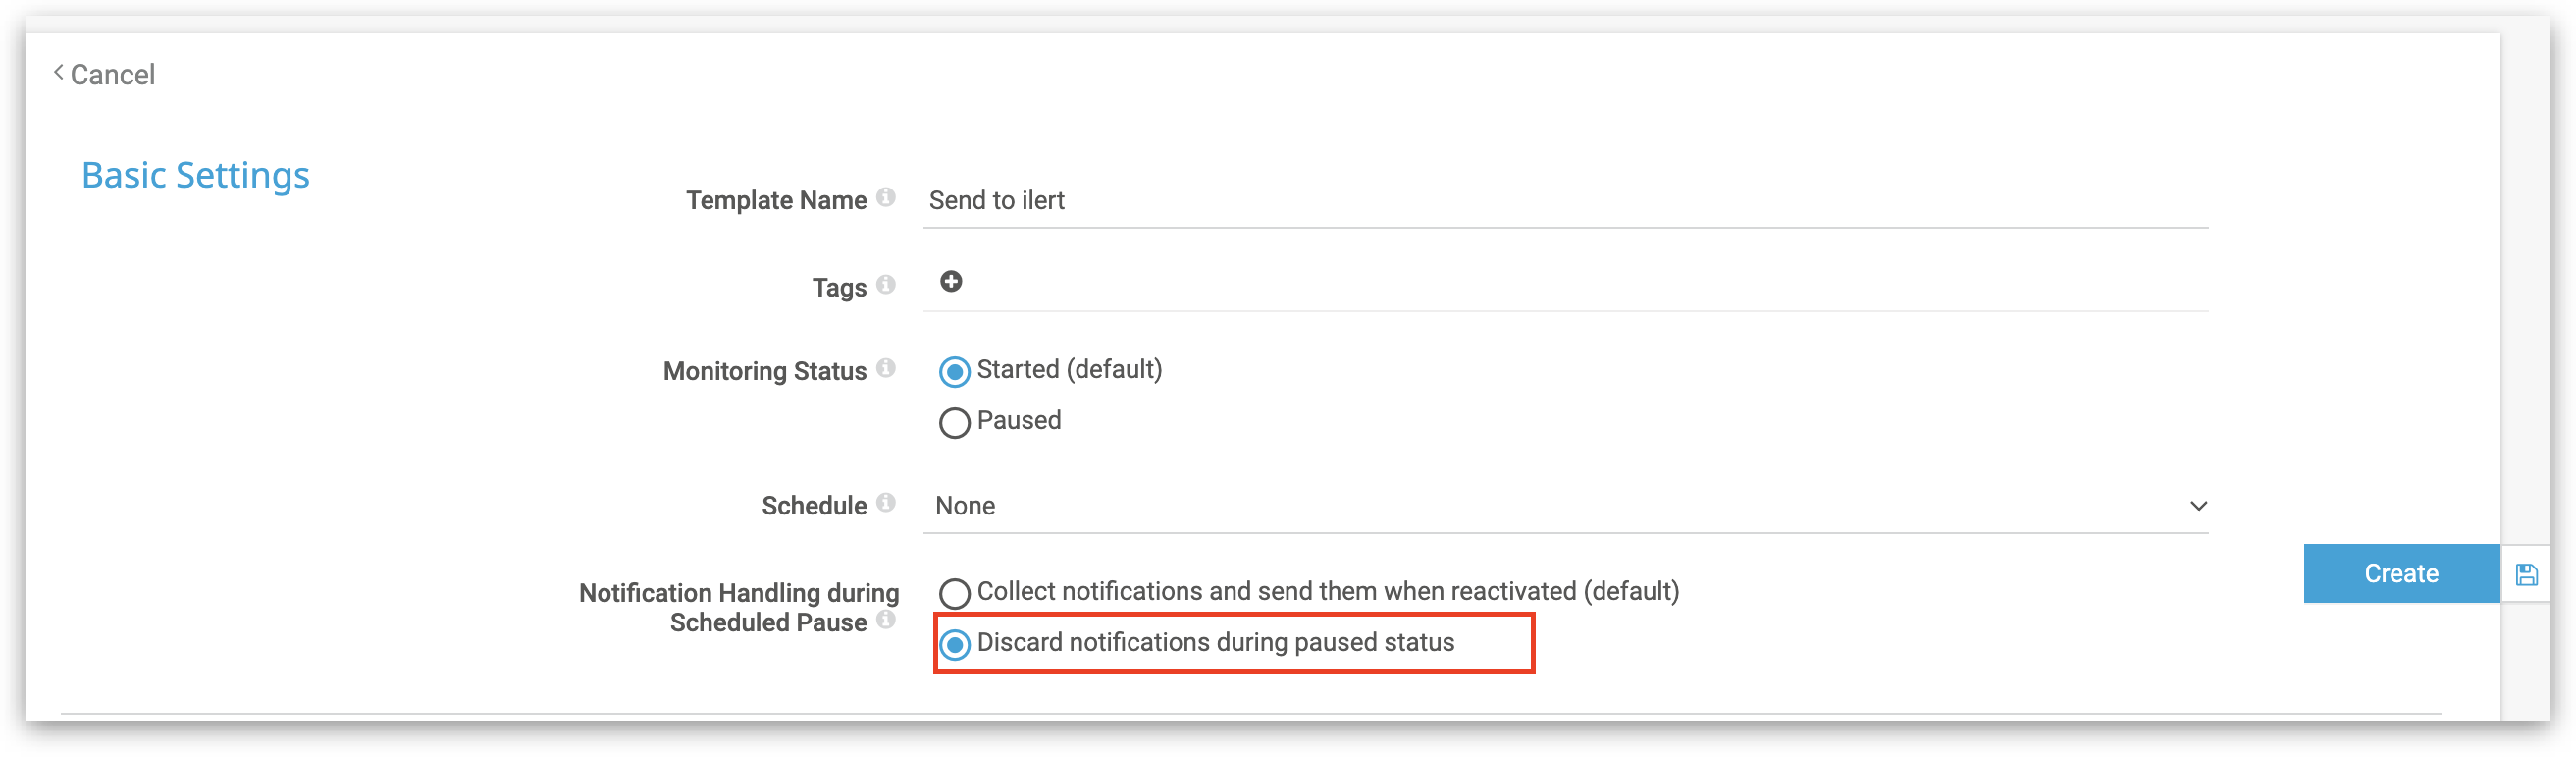 Cancel
Basic Settings
Template Name Send to ilert
Tags
Monitoring Status Started (default)
Paused
Schedule None
Notification Handling during
Scheduled Pause
Collect notifications and send them when reactivated (default)
Discard notifications during paused status
Create